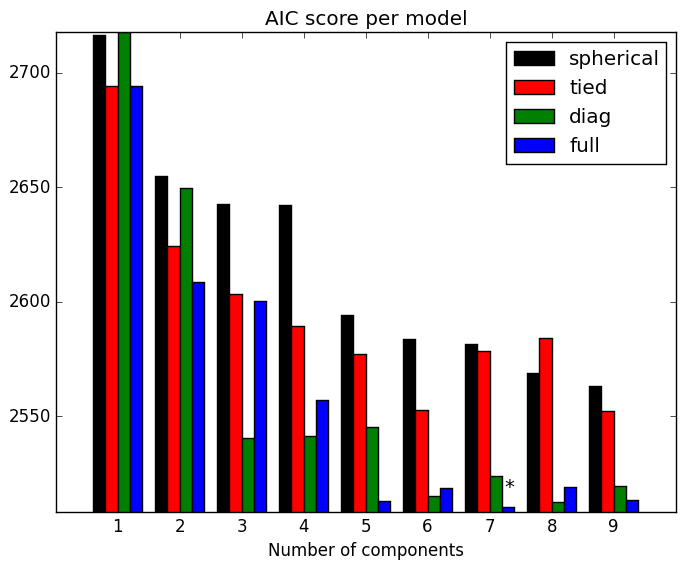 AIC score per model
spherical
tied
diag
full
2700
2650
2600
2550
*
1 2 3 4 5 6 7 8 9
Number of components